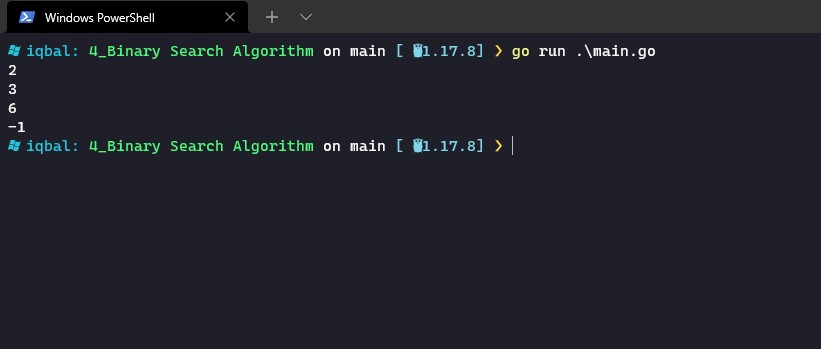 Windows PowerShell
iqbal: 4_Binary Search Algorithm on main [ 1.17.8] ❯ go run .\main.go
2
3
6
-1
iqbal: 4_Binary Search Algorithm on main [ 1.17.8] ❯